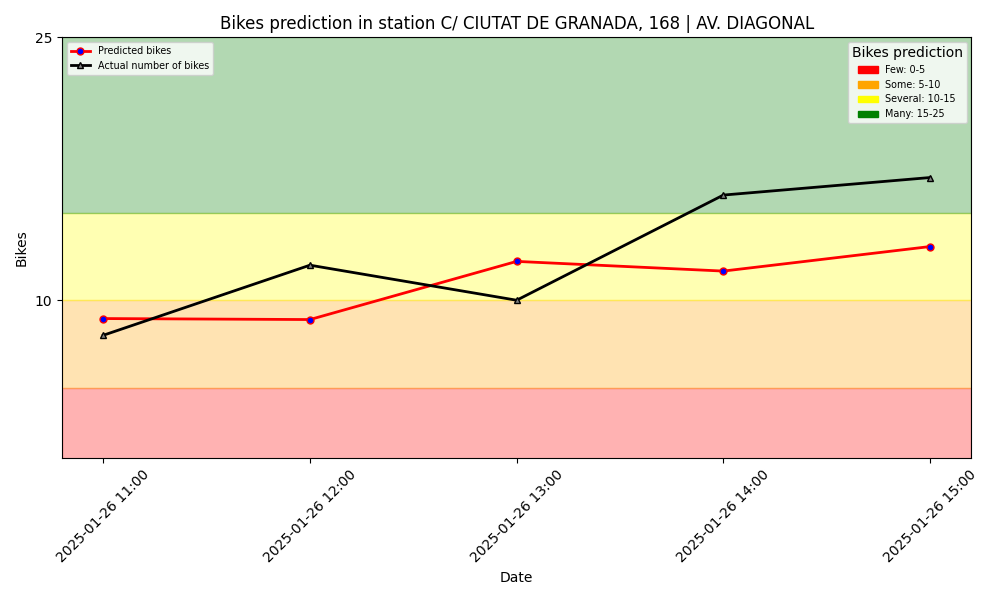 Bikes prediction in station C/ CIUTAT DE GRANADA, 168 | AV. DIAGONAL
25
Predicted bikes
Actual number of bikes
Bikes prediction
Few: 0-5
Some: 5-10
Several: 10-15
Many: 15-25
Bikes
10
2025-01-26 11:00
2025-01-26 12:00
2025-01-26 13:00
2025-01-26 14:00
2025-01-26 15:00
Date